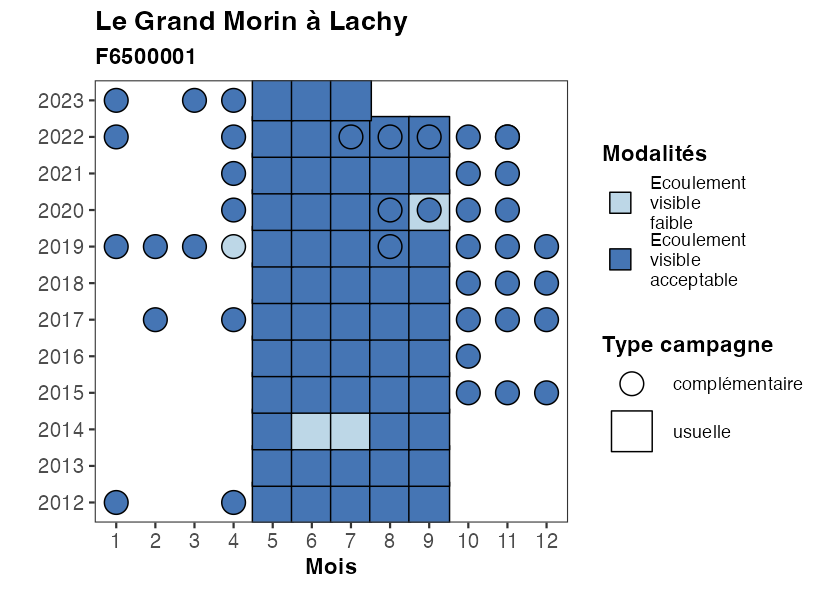 Le Grand Morin à Lachy
F6500001
2023
2022
2021
2020
2019
2018
2017
2016
2015
2014
2013
2012
1 2 3 4 5 6 7 8 9 10 11 12
Mois
Modalités
Ecoulement
visible
faible
Ecoulement
visible
acceptable
Type campagne
complémentaire
usuelle